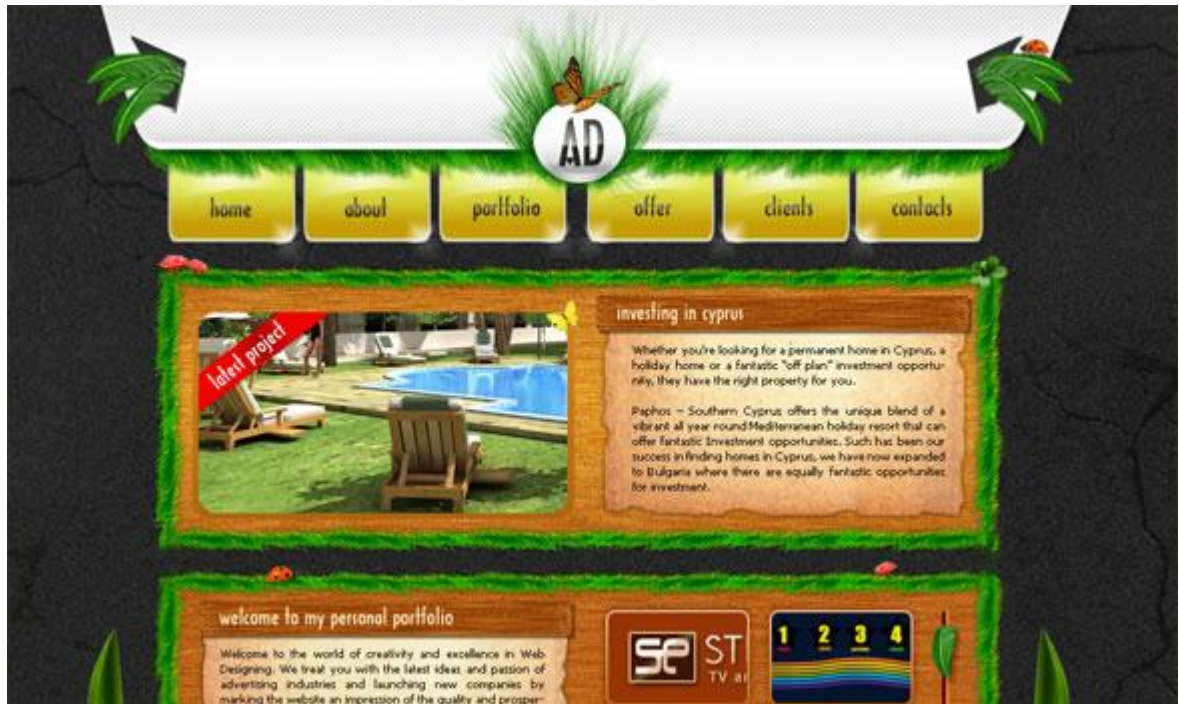 AD
home
about
portfolio
offer
clients
contacts
latest project
investing in cyprus
Whether you're looking for a permanent home in Cyprus, a
holiday home or a fantastic "off plan" investment opportu-
nity, they have the right property for you.
Paphos – Southern Cyprus offers the unique blend of a
vibrant all year round Mediterranean holiday resort that can
offer fantastic Investment opportunities. Such has been our
success in finding homes in Cyprus, we have now expanded
to Bulgaria where there are equally fantastic opportunities
for investment.
welcome to my personal portfolio
Welcome to the world of creativity and excellence in Web
Designing. We treat you with the latest ideas and passion of
advertising industries and launching new companies by
marking the website an impression of the quality and prosper-
se ST
TV ar
1 2 3 4